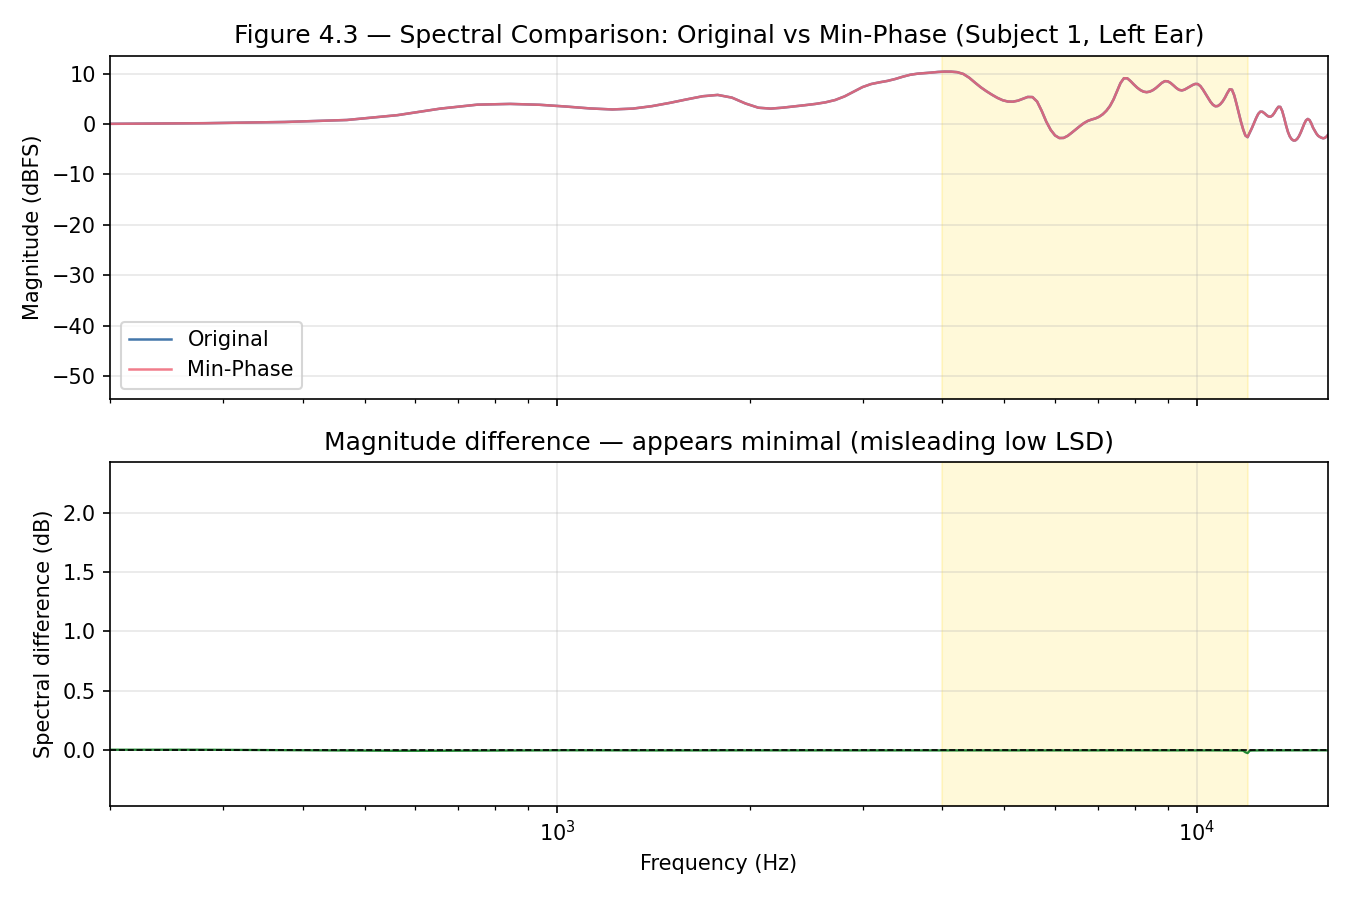 Figure 4.3 — Spectral Comparison: Original vs Min-Phase (Subject 1, Left Ear)
Magnitude (dBFS)
10
0
−10
−20
−30
−40
−50
Original
Min-Phase
Magnitude difference — appears minimal (misleading low LSD)
Spectral difference (dB)
2.0
1.5
1.0
0.5
0.0
10³
10⁴
Frequency (Hz)